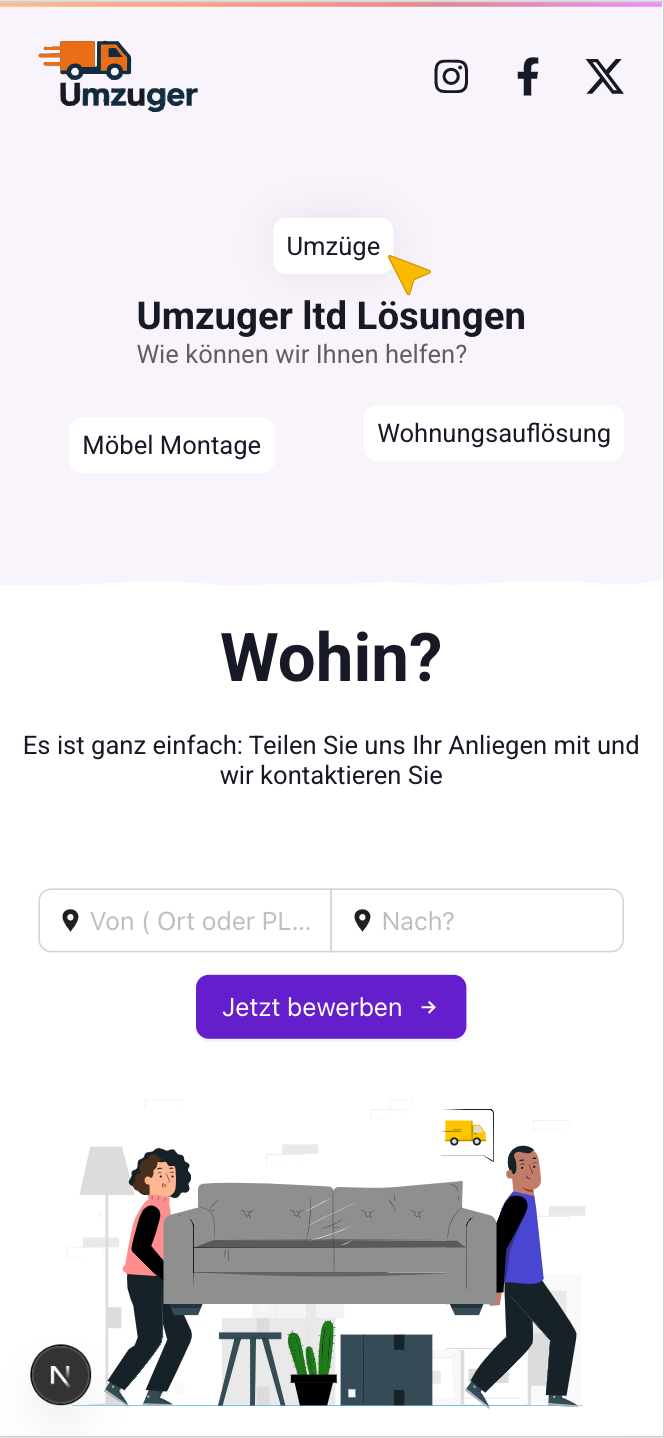 Umzuger
Umzüge
Umzuger ltd Lösungen
Wie können wir Ihnen helfen?
Möbel Montage
Wohnungsauflösung
Wohin?
Es ist ganz einfach: Teilen Sie uns Ihr Anliegen mit und
wir kontaktieren Sie
Von ( Ort oder PL...
Nach?
Jetzt bewerben →
N